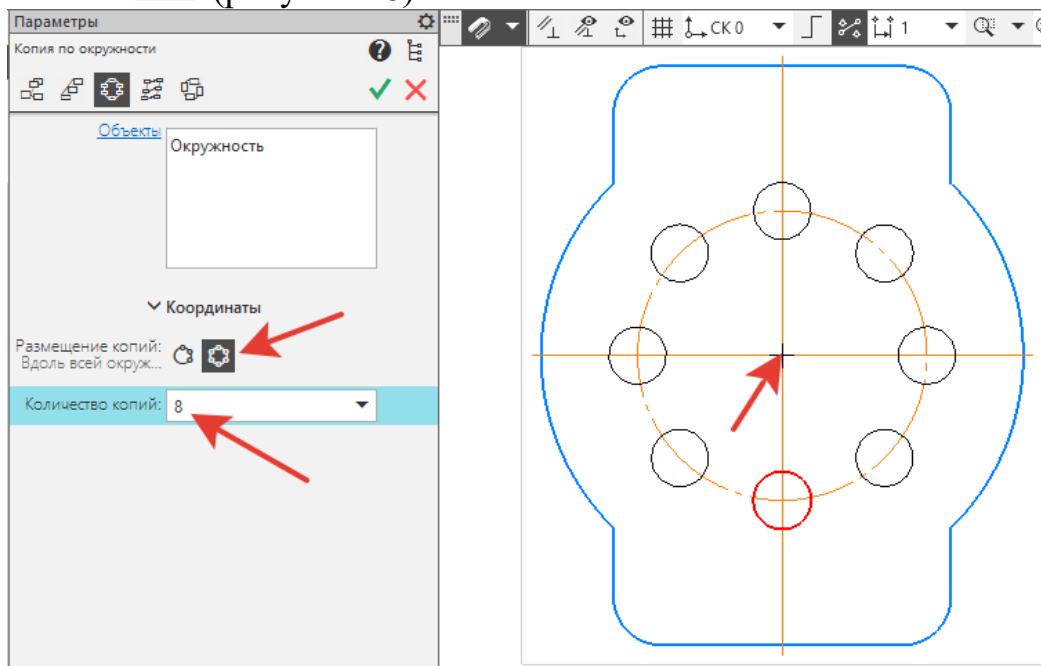 Параметры
Копия по окружности
Объекты
Окружность
Координаты
Размещение копий:
Вдоль всей окруж...
Количество копий: 8
СК 0
1